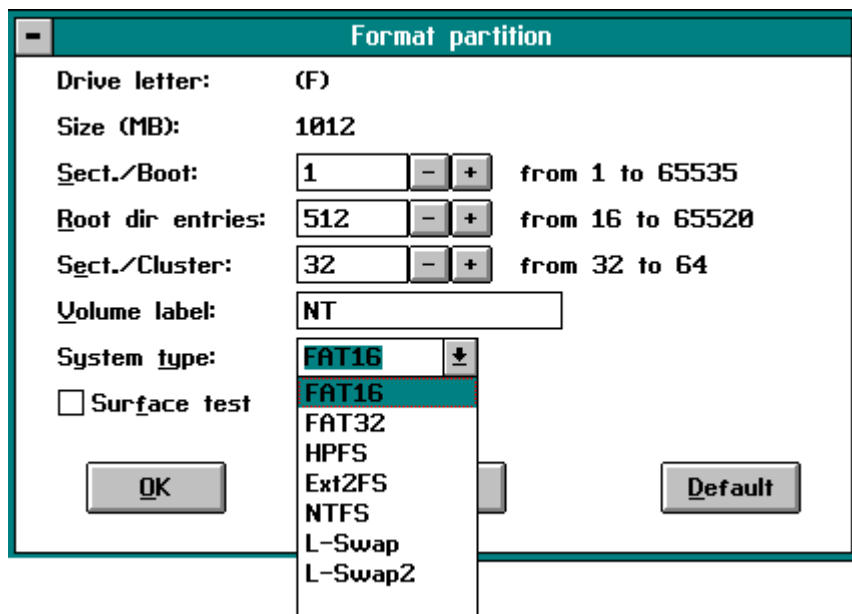 Format partition
Drive letter: (F)
Size (MB): 1012
Sect./Boot: 1 - + from 1 to 65535
Root dir entries: 512 - + from 16 to 65520
Sect./Cluster: 32 - + from 32 to 64
Volume label: NT
System type: FAT16
Surface test
FAT16
FAT32
HPFS
Ext2FS
NTFS
L-Swap
L-Swap2
OK
Default